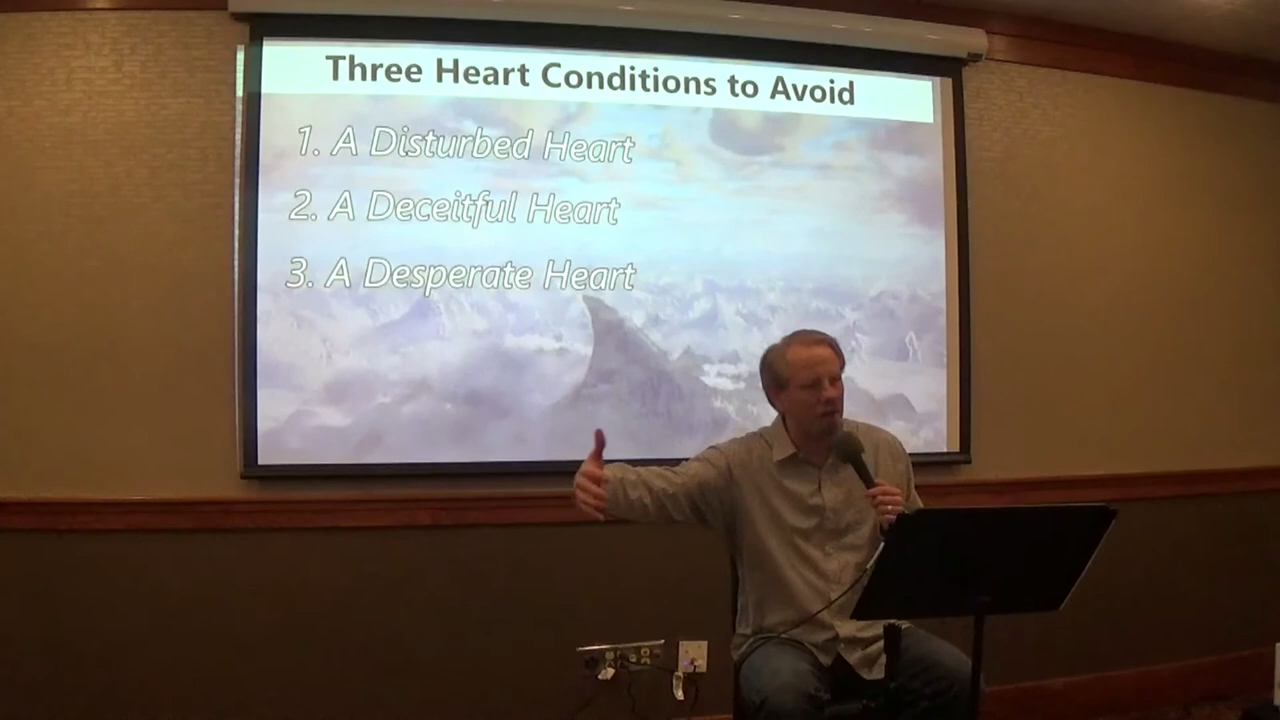 Three Heart Conditions to Avoid
1. A Disturbed Heart
2. A Deceitful Heart
3. A Desperate Heart